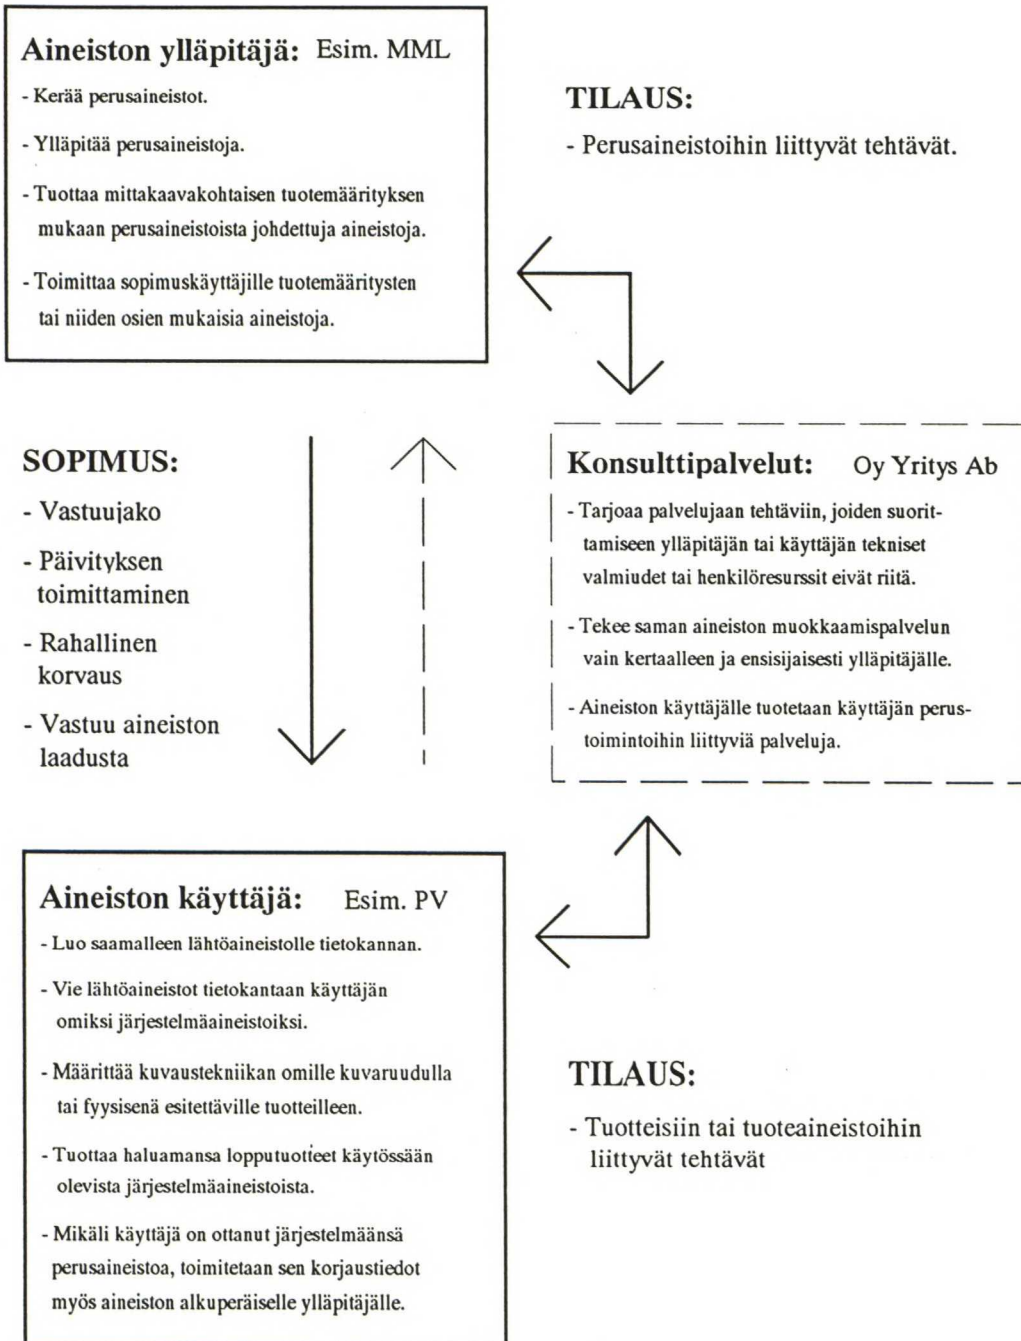 Aineiston ylläpitäjä: Esim. MML
- Kerää perusaineistot.
- Ylläpitää perusaineistoja.
- Tuottaa mittakaavakohtaisen tuotemäärityksen
mukaan perusaineistoista johdettuja aineistoja.
- Toimittaa sopimuskäyttäjille tuotemääritysten
tai niiden osien mukaisia aineistoja.
TILAUS:
- Perusaineistoihin liittyvät tehtävät.
SOPIMUS:
- Vastuujako
- Päivityksen
toimittaminen
- Rahallinen
korvaus
- Vastuu aineiston
laadusta
Konsulttipalvelut: Oy Yritys Ab
- Tarjoaa palvelujaan tehtäviin, joiden suorit-
tamiseen ylläpitäjän tai käyttäjän tekniset
valmiudet tai henkilöresurssit eivät riitä.
- Tekee saman aineiston muokkaamispalvelun
vain kertaalleen ja ensisijaisesti ylläpitäjälle.
- Aineiston käyttäjälle tuotetaan käyttäjän perus-
toimintoihin liittyviä palveluja.
Aineiston käyttäjä: Esim. PV
- Luo saamalleen lähtöaineistolle tietokannan.
- Vie lähtöaineistot tietokantaan käyttäjän
omiksi järjestelmäaineistoiksi.
- Määrittää kuvaustekniikan omille kuvaruudulla
tai fyysisenä esitettäville tuotteilleen.
- Tuottaa haluamansa lopputuotteet käytössään
olevista järjestelmäaineistoista.
- Mikäli käyttäjä on ottanut järjestelmäänsä
perusaineistoa, toimitetaan sen korjaustiedot
myös aineiston alkuperäiselle ylläpitäjälle.
TILAUS:
- Tuotteisiin tai tuoteaineistoihin
liittyvät tehtävät